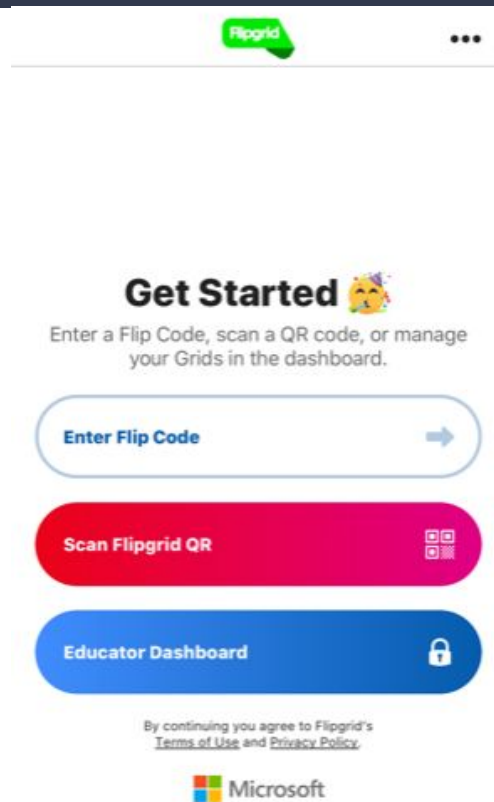 Flipgrid
Get Started
Enter a Flip Code, scan a QR code, or manage
your Grids in the dashboard.
Enter Flip Code
Scan Flipgrid QR
Educator Dashboard
By continuing you agree to Flipgrid's
Terms of Use and Privacy Policy.
Microsoft